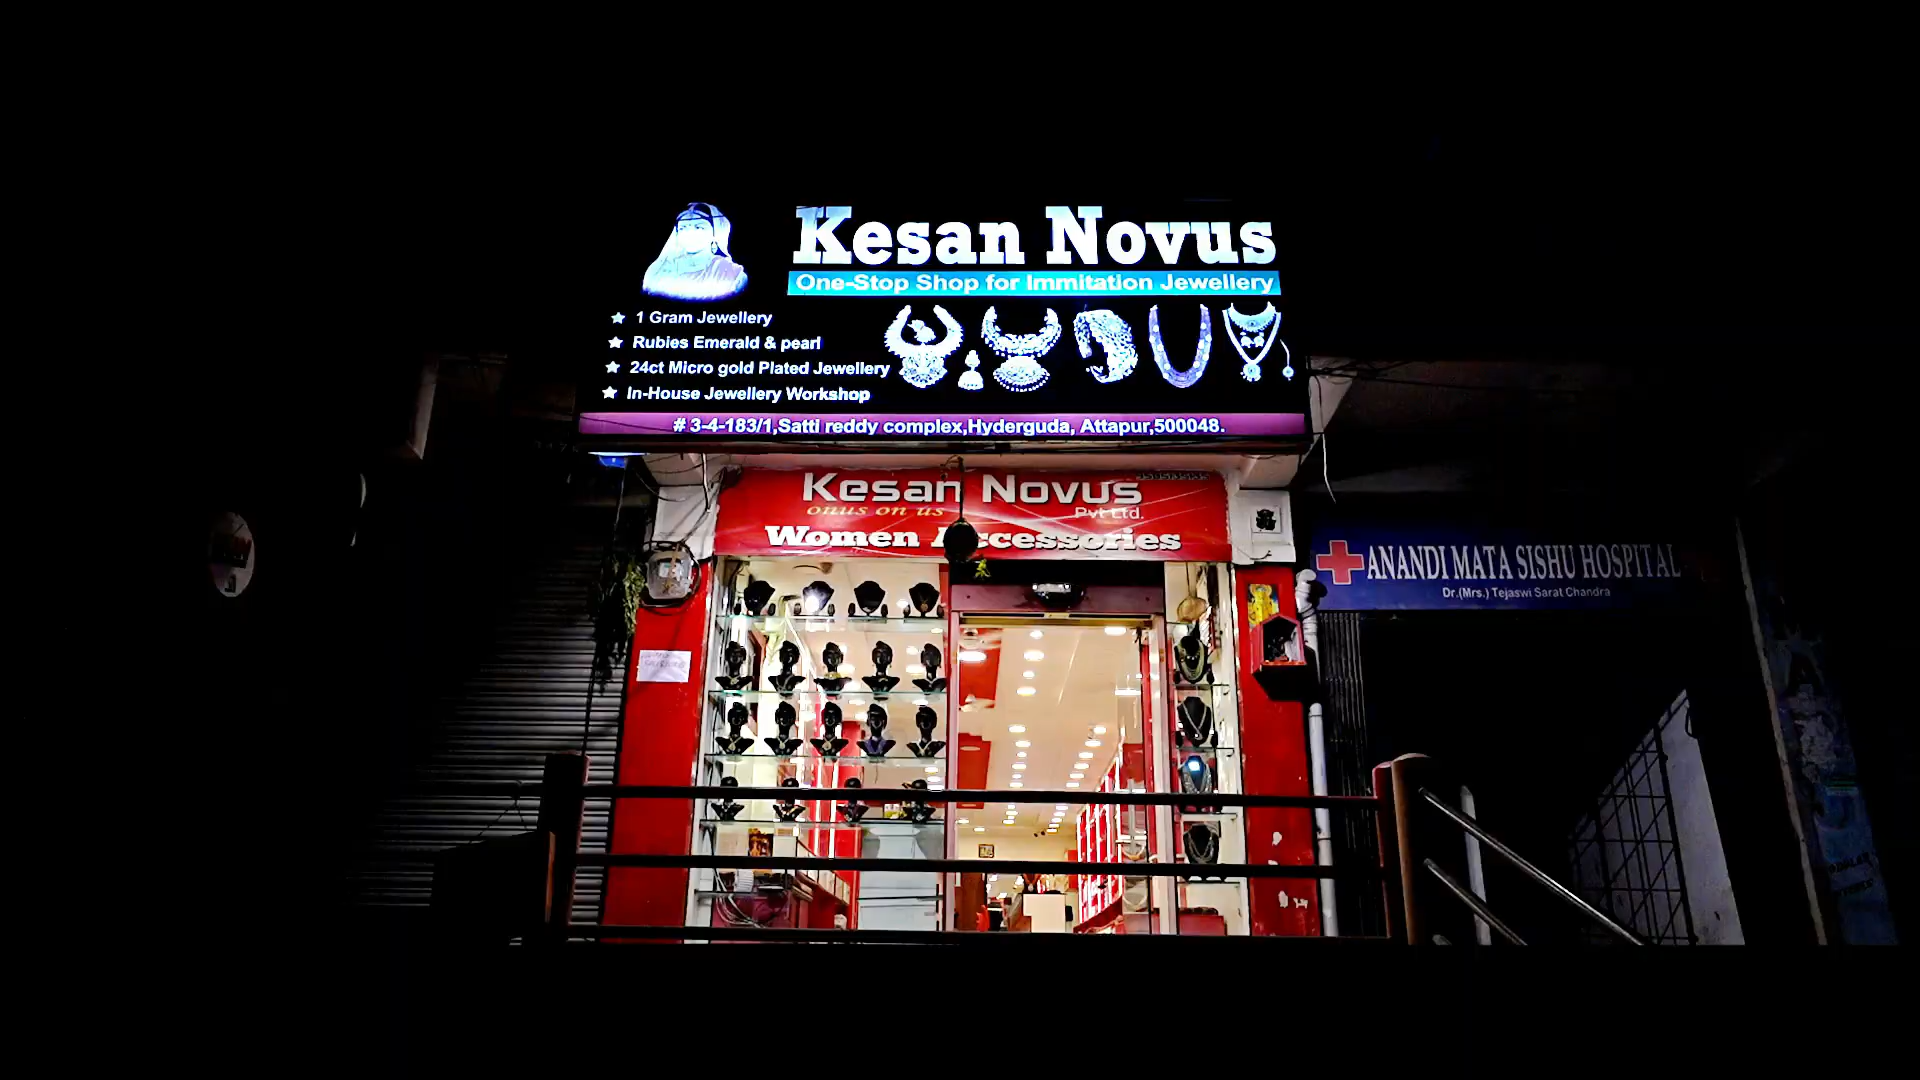 Kesan Novus
One-Stop Shop for Immitation Jewellery
1 Gram Jewellery
Rubies Emerald & pearl
24ct Micro gold Plated Jewellery
In-House Jewellery Workshop
# 3-4-183/1,Satti reddy complex,Hyderguda, Attapur,500048.
Kesan Novus
onus on us
Pvt Ltd.
Women Accessories
ANANDI MATA SISHU HOSPITAL
Dr.(Mrs.) Tejaswi Sarat Chandra